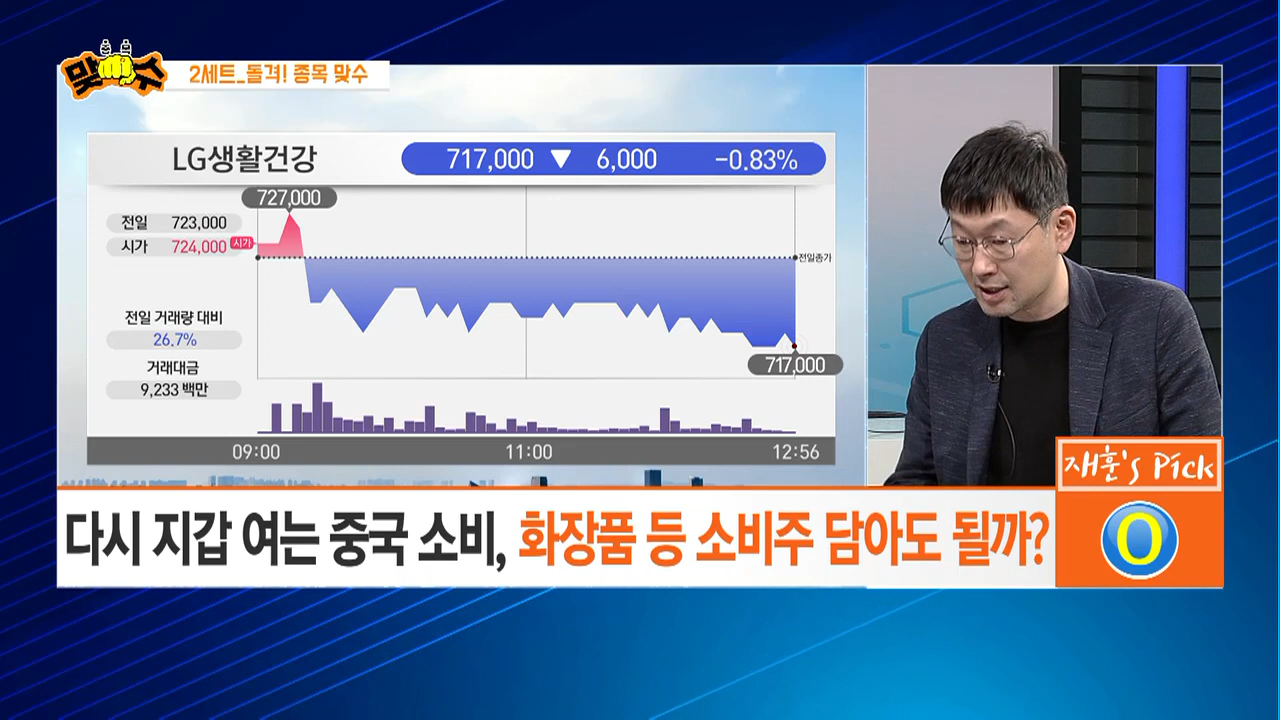 종목
맞수
2세트_돌격! 종목 맞수
LG생활건강 717,000 ▼ 6,000 -0.83%
727,000
전일 723,000
시가 724,000 시가
전일종가
전일 거래량 대비
26.7%
거래대금
9,233 백만
717,000
09:00 11:00 12:56
재훈's Pick
다시 지갑 여는 중국 소비, 화장품 등 소비주 담아도 될까?
O